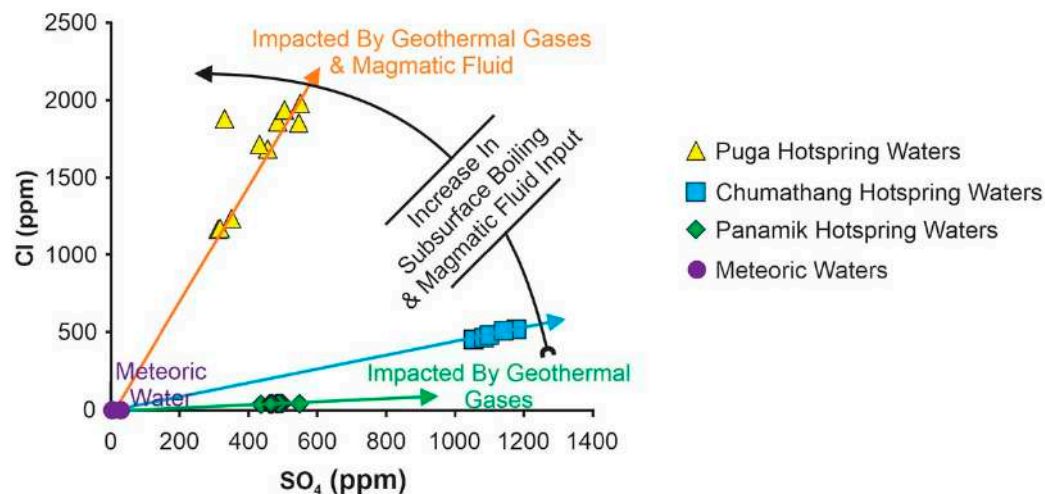 2500
Impacted By Geothermal Gases
& Magmatic Fluid
2000
1500
1000
500
0
Cl (ppm)
Increase In
Subsurface Boiling
& Magmatic Fluid Input
Meteoric
Water
Impacted By Geothermal
Gases
0 200 400 600 800 1000 1200 1400
SO₄ (ppm)
Puga Hotspring Waters
Chumathang Hotspring Waters
Panamik Hotspring Waters
Meteoric Waters